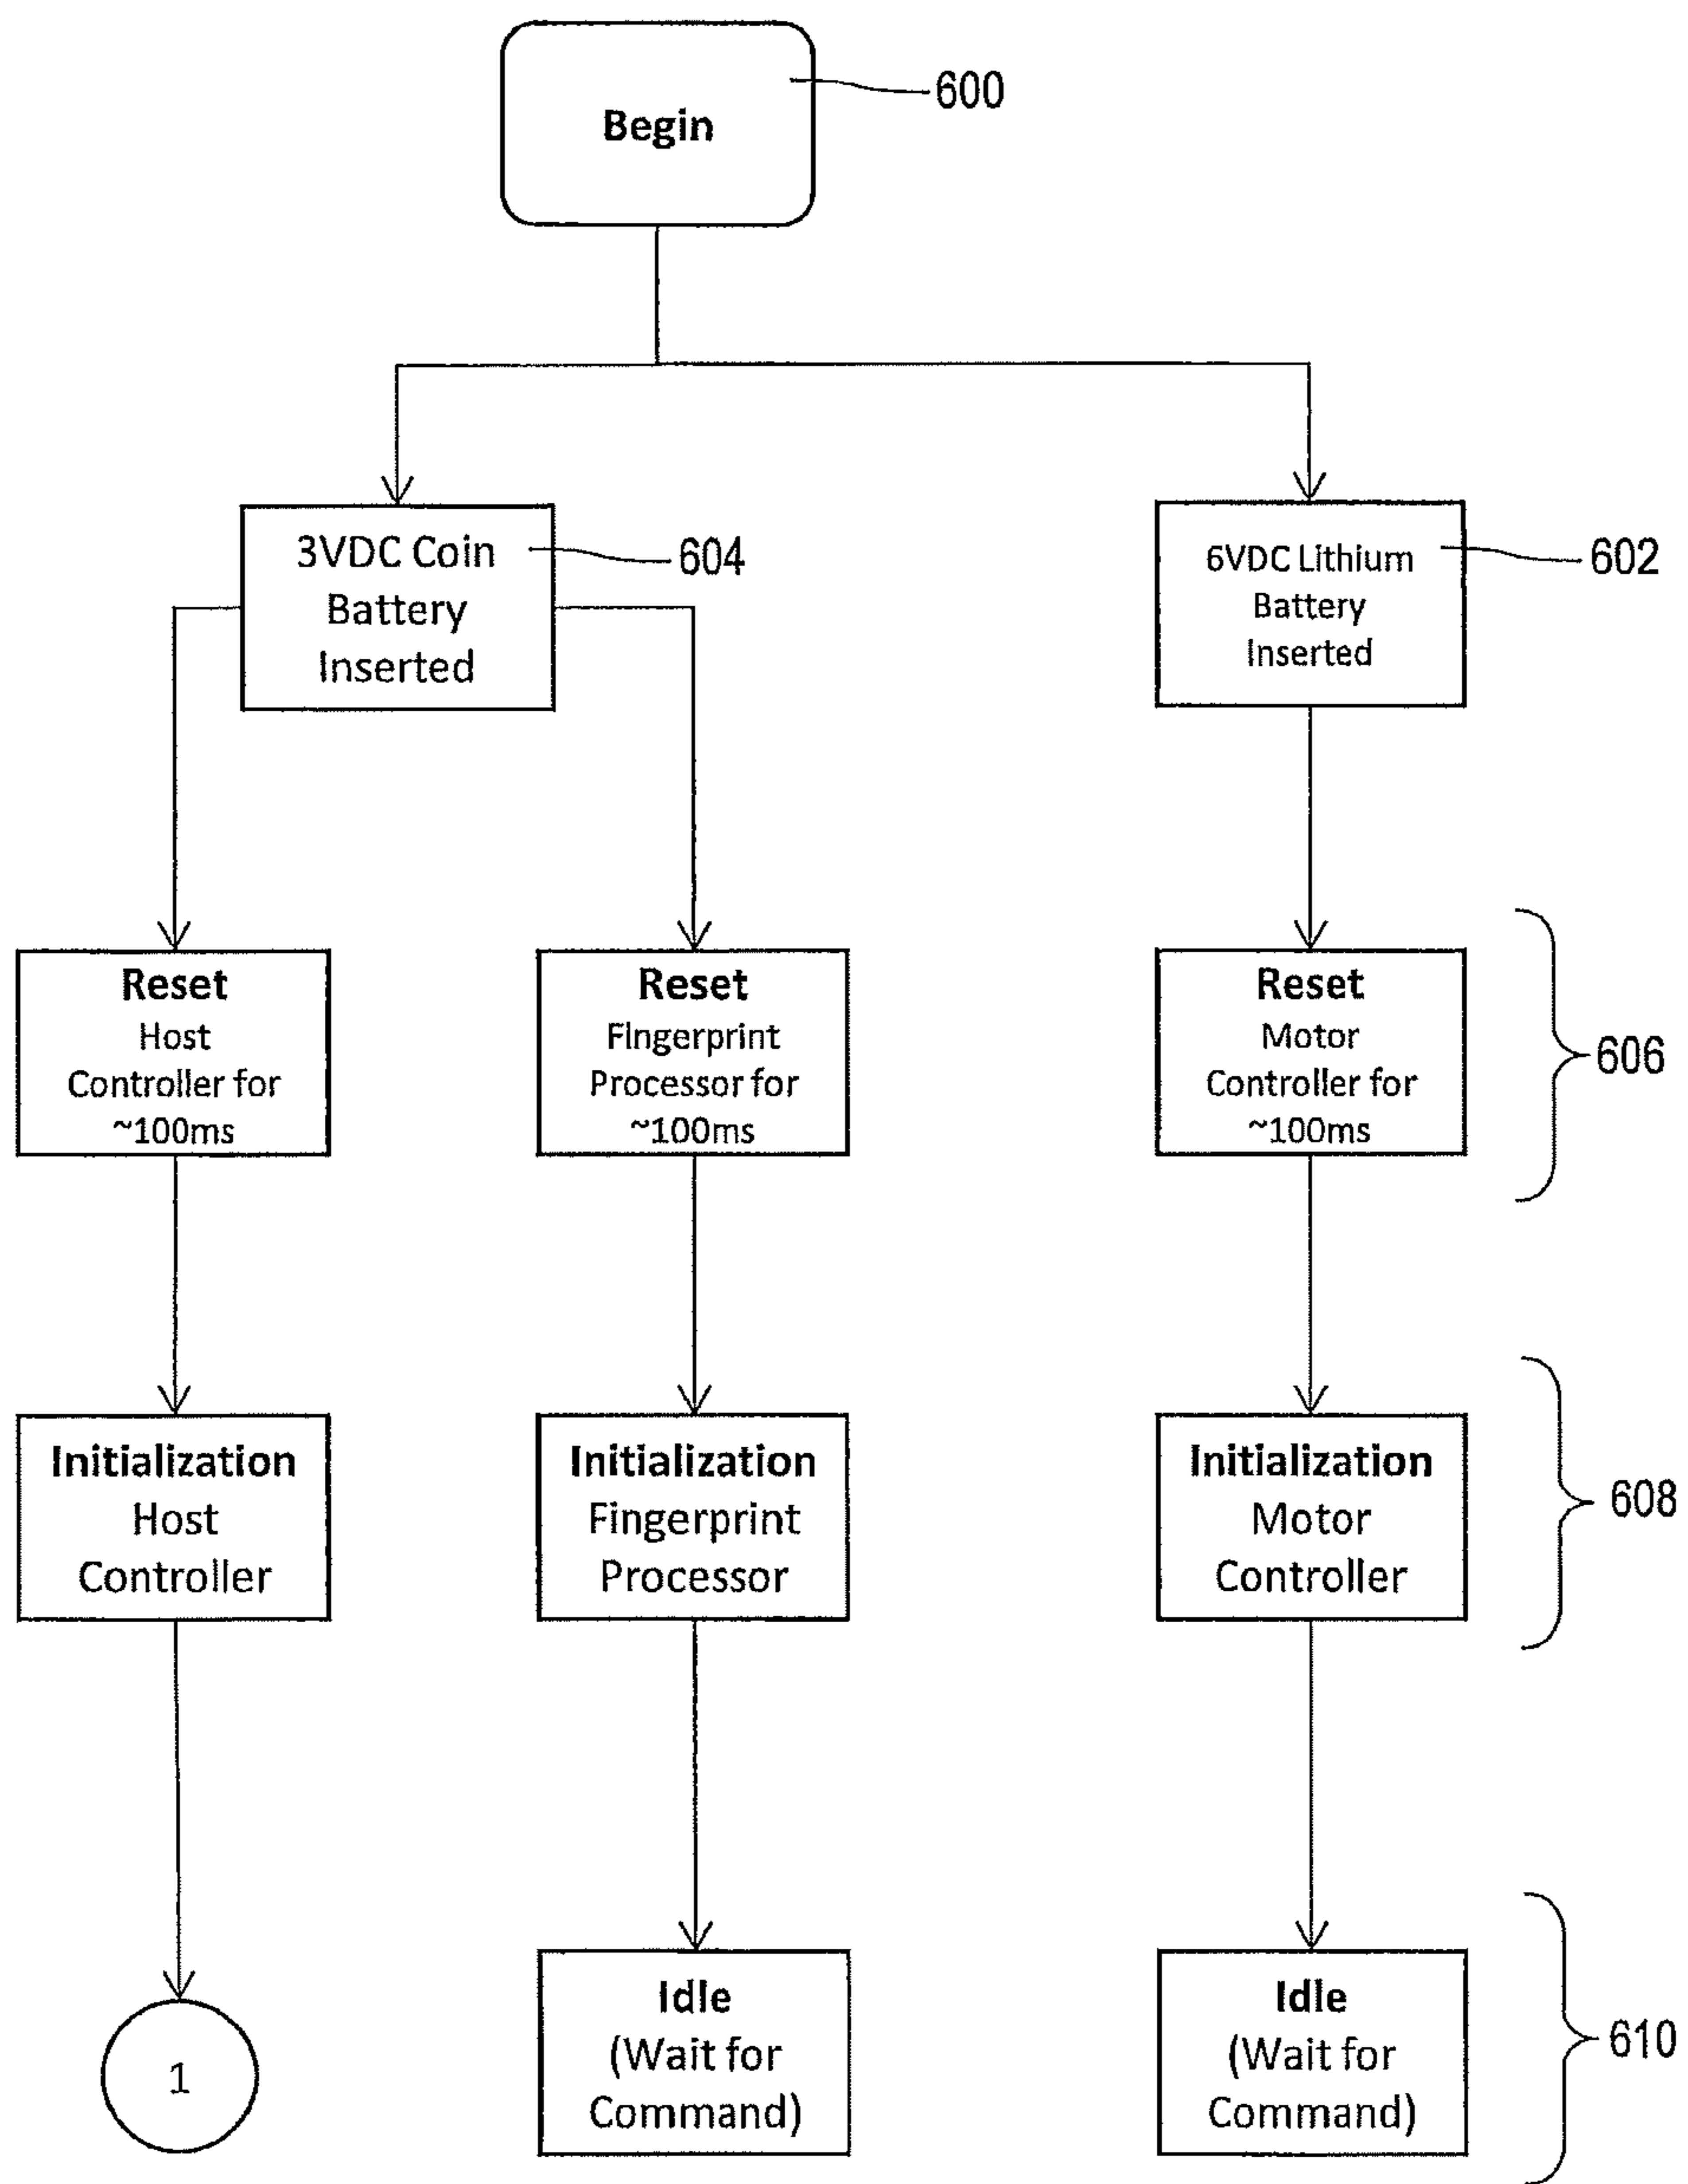 Begin
600
3VDC Coin
Battery
Inserted
604
6VDC Lithium
Battery
Inserted
602
Reset
Host
Controller for
~100ms
Reset
Fingerprint
Processor for
~100ms
Reset
Motor
Controller for
~100ms
606
Initialization
Host
Controller
Initialization
Fingerprint
Processor
Initialization
Motor
Controller
608
1
Idle
(Wait for
Command)
Idle
(Wait for
Command)
610